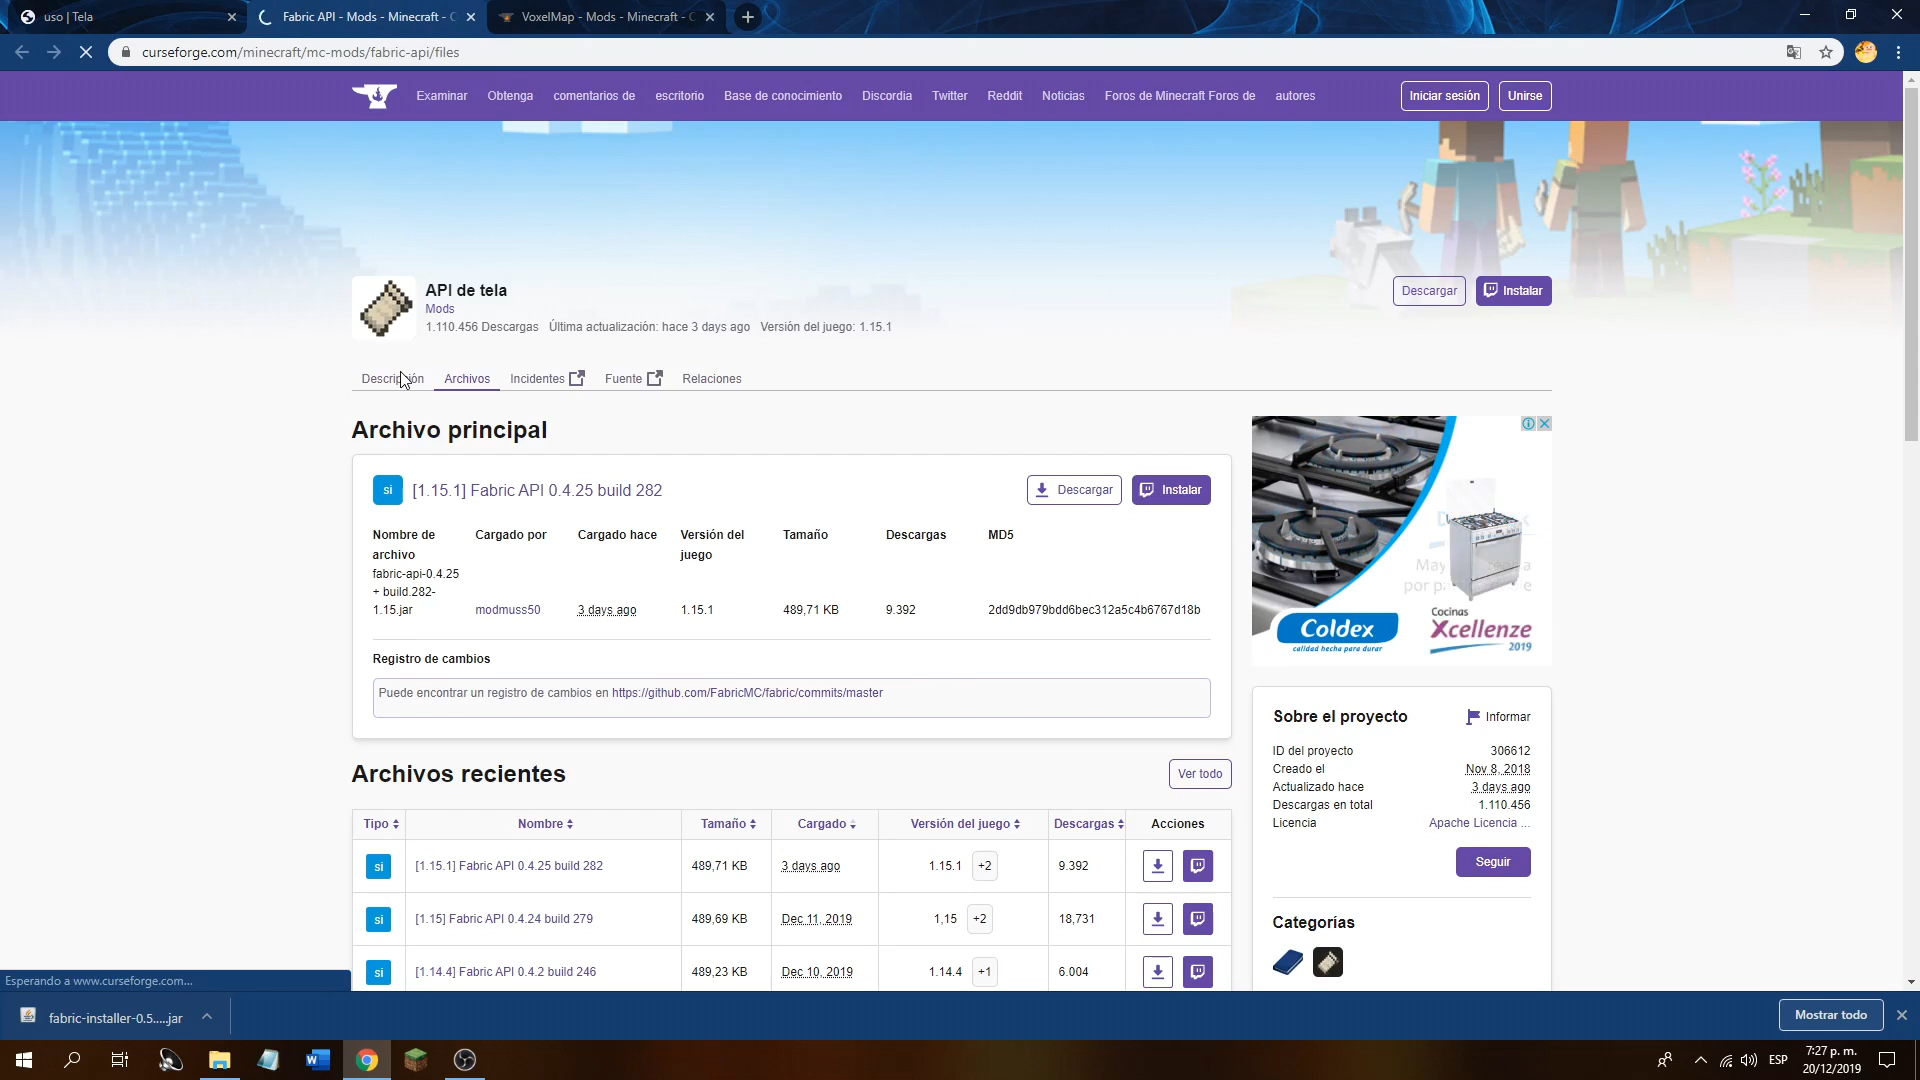 uso | Tela
Fabric API - Mods - Minecraft - C
VoxelMap - Mods - Minecraft - C
curseforge.com/minecraft/mc-mods/fabric-api/files
Examinar
Obtenga
comentarios de
escritorio
Base de conocimiento
Discordia
Twitter
Reddit
Noticias
Foros de Minecraft Foros de
autores
Iniciar sesión
Unirse
API de tela
Mods
1.110.456 Descargas Última actualización: hace 3 days ago Versión del juego: 1.15.1
Descargar
Instalar
Descripción
Archivos
Incidentes
Fuente
Relaciones
Archivo principal
si
[1.15.1] Fabric API 0.4.25 build 282
Descargar
Instalar
Nombre de archivo
Cargado por
Cargado hace
Versión del juego
Tamaño
Descargas
MD5
fabric-api-0.4.25
+ build.282-
1.15.jar
modmuss50
3 days ago
1.15.1
489,71 KB
9.392
2dd9db979bdd6bec312a5c4b6767d18b
Registro de cambios
Puede encontrar un registro de cambios en https://github.com/FabricMC/fabric/commits/master
Coldex
calidad hecha para durar
Cocinas
Xcellenze
2019
Sobre el proyecto
Informar
ID del proyecto 306612
Creado el Nov 8, 2018
Actualizado hace 3 days ago
Descargas en total 1.110.456
Licencia Apache Licencia ...
Seguir
Categorías
Archivos recientes
Ver todo
Tipo Nombre Tamaño Cargado Versión del juego Descargas Acciones
si [1.15.1] Fabric API 0.4.25 build 282 489,71 KB 3 days ago 1.15.1 +2 9.392
si [1.15] Fabric API 0.4.24 build 279 489,69 KB Dec 11, 2019 1,15 +2 18,731
si [1.14.4] Fabric API 0.4.2 build 246 489,23 KB Dec 10, 2019 1.14.4 +1 6.004
Esperando a www.curseforge.com...
fabric-installer-0.5.....jar
Mostrar todo
ESP
7:27 p. m.
20/12/2019